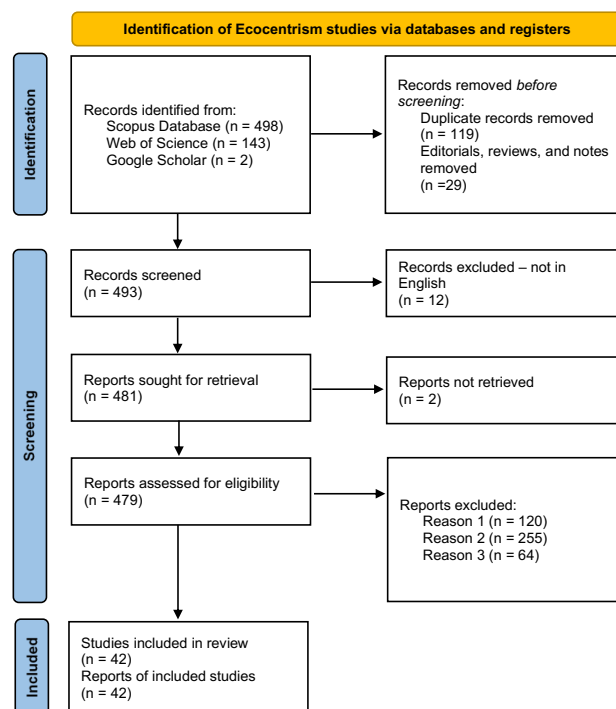 Identification of Ecocentrism studies via databases and registers
Identification
Records identified from:
Scopus Database (n = 498)
Web of Science (n = 143)
Google Scholar (n = 2)
Records removed before
screening:
Duplicate records removed
(n = 119)
Editorials, reviews, and notes
removed
(n =29)
Screening
Records screened
(n = 493)
Records excluded – not in
English
(n = 12)
Reports sought for retrieval
(n = 481)
Reports not retrieved
(n = 2)
Reports assessed for eligibility
(n = 479)
Reports excluded:
Reason 1 (n = 120)
Reason 2 (n = 255)
Reason 3 (n = 64)
Included
Studies included in review
(n = 42)
Reports of included studies
(n = 42)